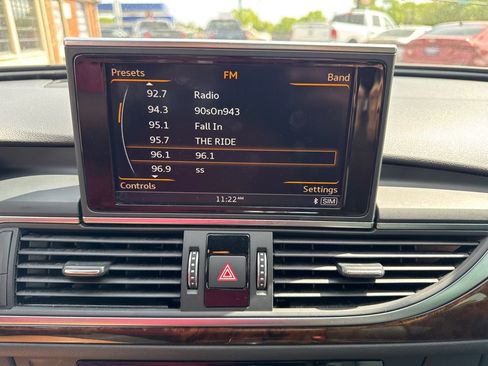 Presets FM Band
92.7 Radio
94.3 90sOn943
95.1 Fall In
95.7 THE RIDE
96.1 96.1
96.9 ss
Controls Settings
11:22 AM SIM